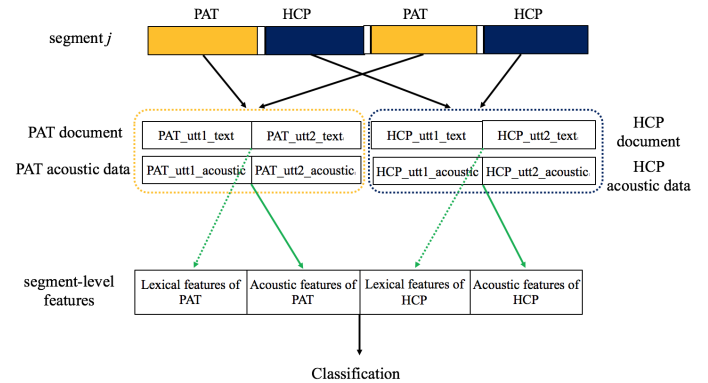 PAT HCP PAT HCP
segment j
PAT document
PAT_utt1_text PAT_utt2_text.
HCP_utt1_text HCP_utt2_text.
HCP
document
PAT acoustic data
PAT_utt1_acoustic PAT_utt2_acoustic.
HCP_utt1_acoustic HCP_utt2_acoustic.
HCP
acoustic data
segment-level
features
Lexical features of
PAT
Acoustic features of
PAT
Lexical features of
HCP
Acoustic features of
HCP
Classification